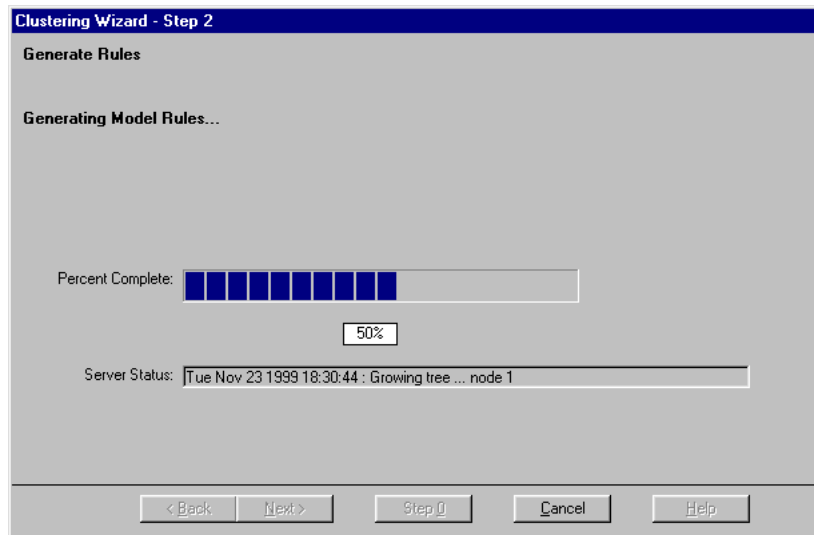 Clustering Wizard - Step 2
Generate Rules
Generating Model Rules...
Percent Complete:
50%
Server Status: Tue Nov 23 1999 18:30:44 : Growing tree ... node 1
< Back Next > Step 0 Cancel Help